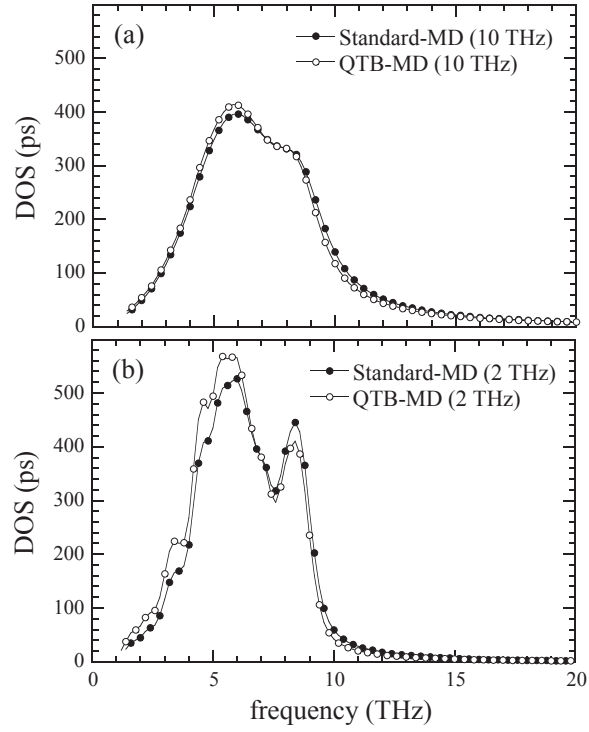 (a)
Standard-MD (10 THz)
QTB-MD (10 THz)
500
400
300
200
100
0
DOS (ps)
(b)
Standard-MD (2 THz)
QTB-MD (2 THz)
500
400
300
200
100
0
DOS (ps)
0 5 10 15 20
frequency (THz)